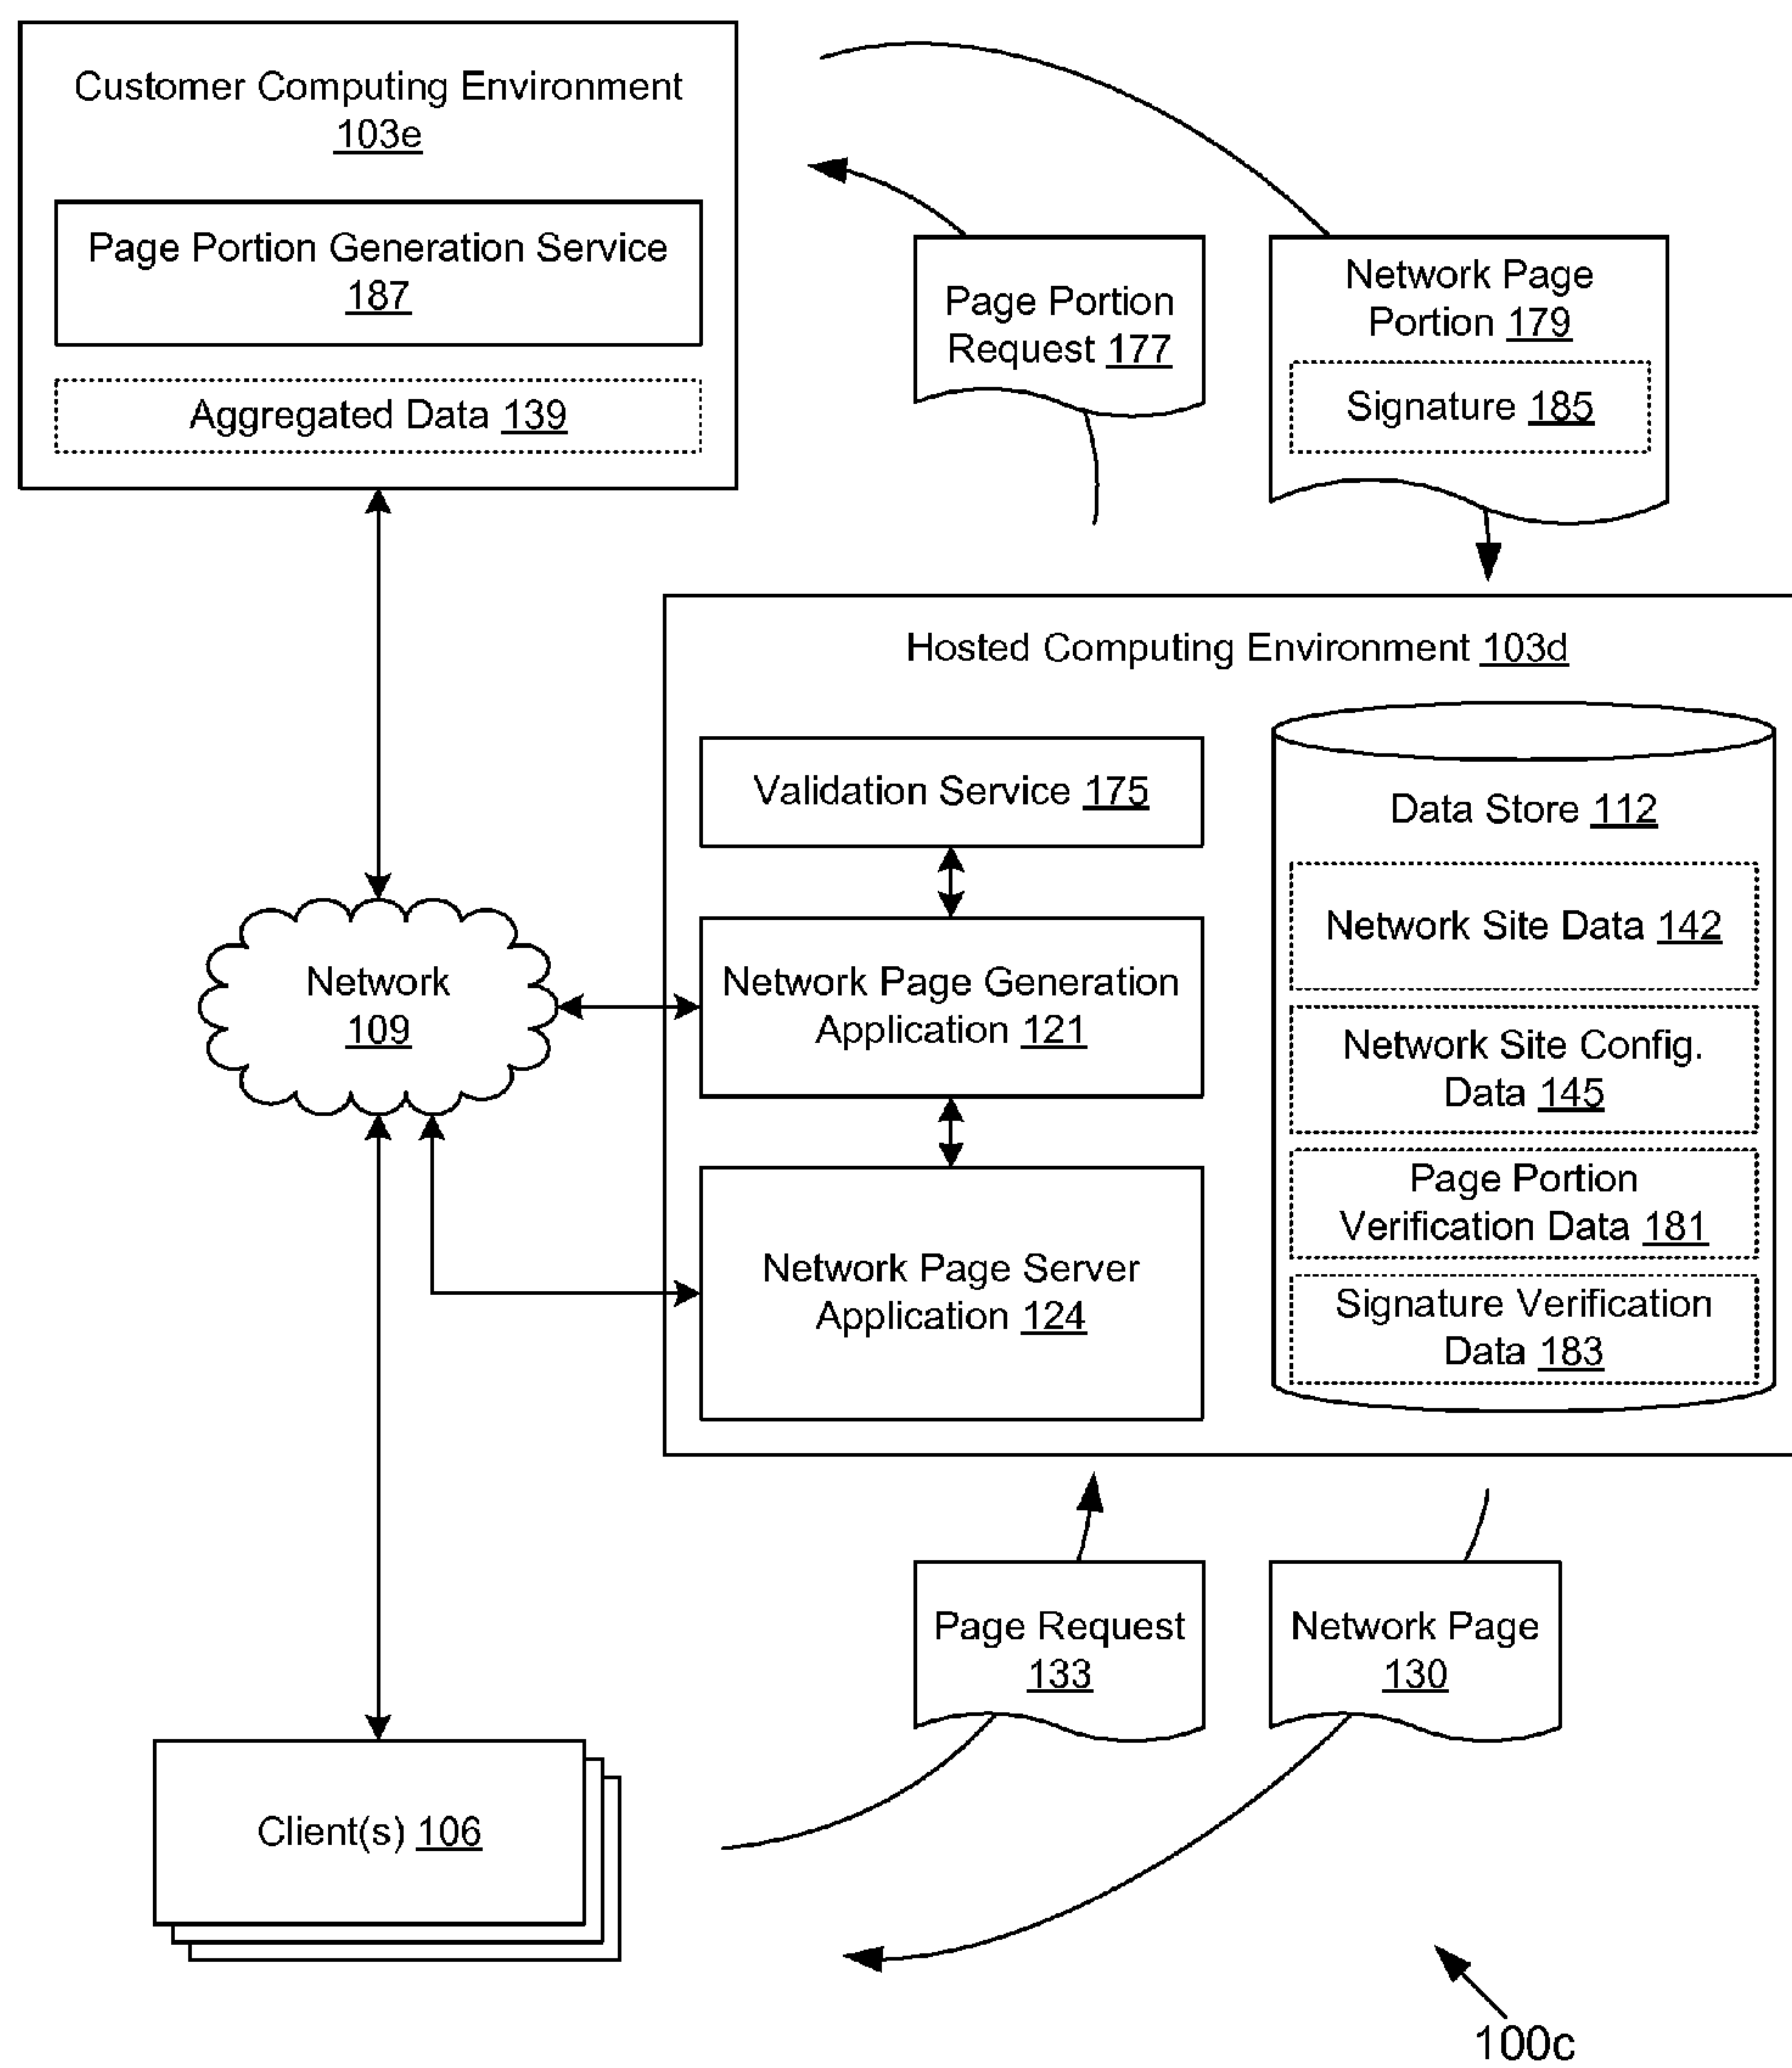 Customer Computing Environment
103e
Page Portion Generation Service
187
Aggregated Data 139
Page Portion
Request 177
Network Page
Portion 179
Signature 185
Hosted Computing Environment 103d
Validation Service 175
Network Page Generation
Application 121
Network Page Server
Application 124
Data Store 112
Network Site Data 142
Network Site Config.
Data 145
Page Portion
Verification Data 181
Signature Verification
Data 183
Network
109
Page Request
133
Network Page
130
Client(s) 106
100c